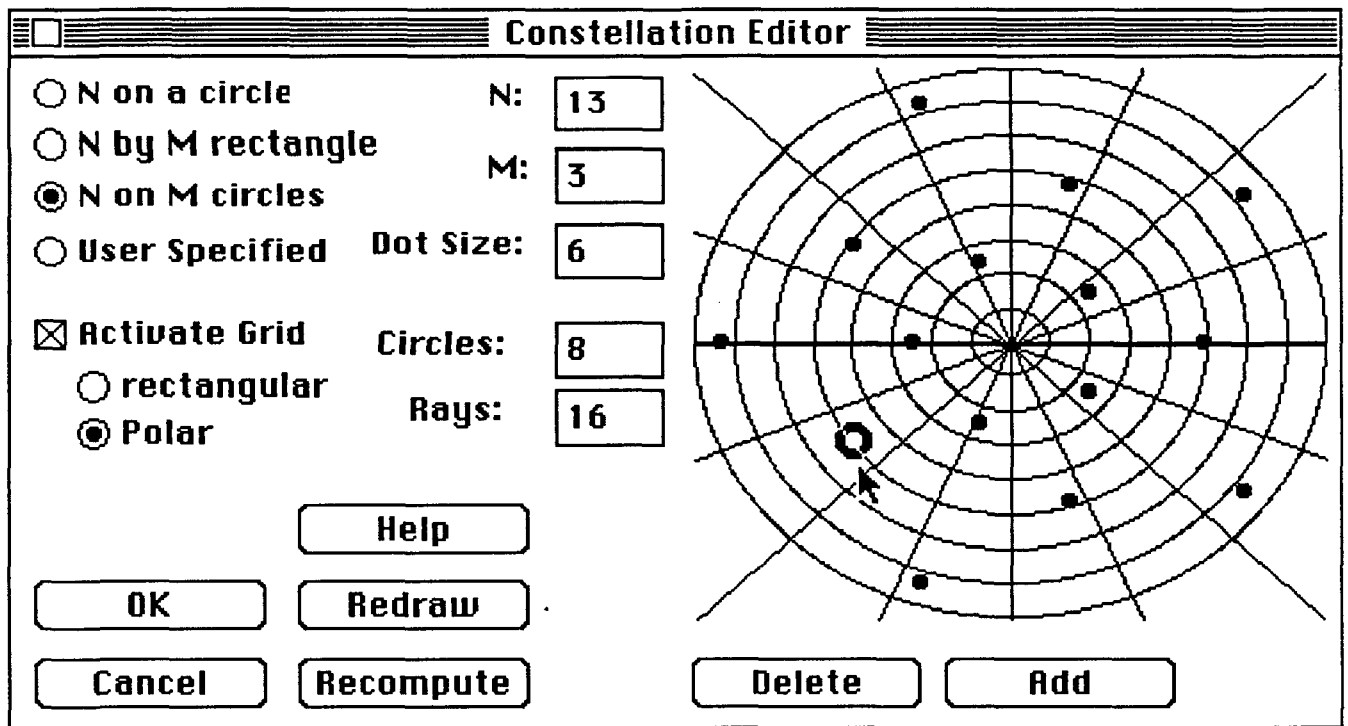 Constellation Editor
N on a circle
N by M rectangle
N on M circles
User Specified
N: 13
M: 3
Dot Size: 6
Activate Grid
rectangular
Polar
Circles: 8
Rays: 16
Help
OK
Redraw
Cancel
Recompute
Delete
Add